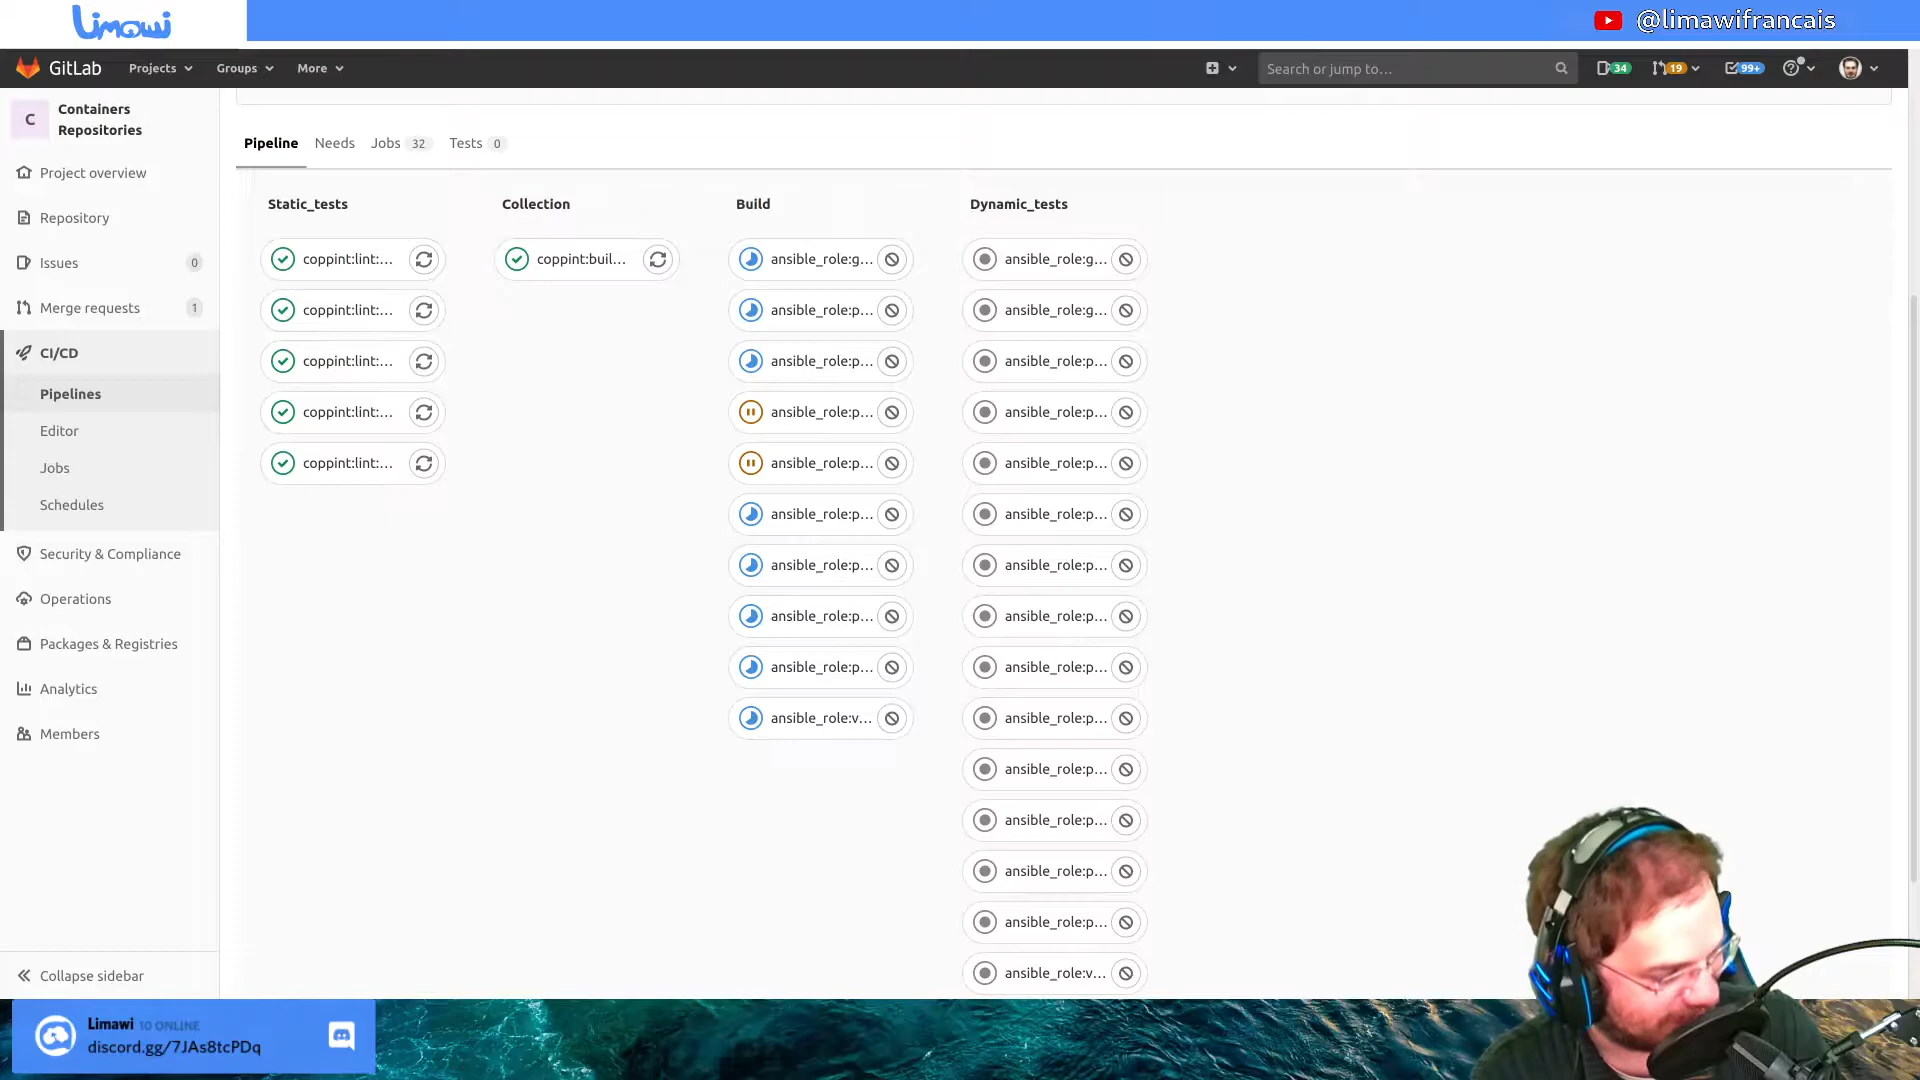 Limawi
@limawifrancais
GitLab Projects Groups More Search or jump to... 34 19 99+
C Containers Repositories
Project overview
Repository
Issues 0
Merge requests 1
CI/CD
Pipelines
Editor
Jobs
Schedules
Security & Compliance
Operations
Packages & Registries
Analytics
Members
Collapse sidebar
Pipeline Needs Jobs 32 Tests 0
Static_tests
coppint:lint:...
coppint:lint:...
coppint:lint:...
coppint:lint:...
coppint:lint:...
Collection
coppint:buil...
Build
ansible_role:g...
ansible_role:p...
ansible_role:p...
ansible_role:p...
ansible_role:p...
ansible_role:p...
ansible_role:p...
ansible_role:p...
ansible_role:p...
ansible_role:v...
Dynamic_tests
ansible_role:g...
ansible_role:g...
ansible_role:p...
ansible_role:p...
ansible_role:p...
ansible_role:p...
ansible_role:p...
ansible_role:p...
ansible_role:p...
ansible_role:p...
ansible_role:p...
ansible_role:p...
ansible_role:p...
ansible_role:p...
ansible_role:v...
Limawi 10 ONLINE
discord.gg/7JAs8tcPDq